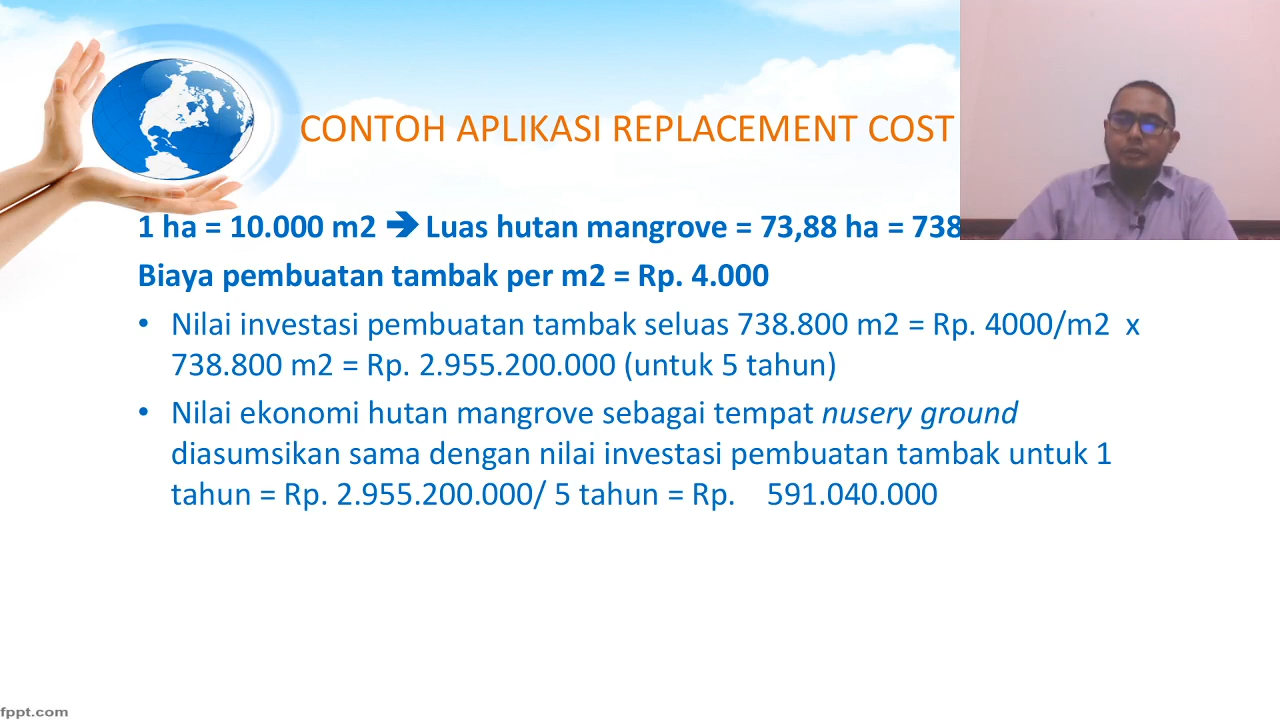 CONTOH APLIKASI REPLACEMENT COST
1 ha = 10.000 m2 🡺 Luas hutan mangrove = 73,88 ha = 738
Biaya pembuatan tambak per m2 = Rp. 4.000
• Nilai investasi pembuatan tambak seluas 738.800 m2 = Rp. 4000/m2 x
738.800 m2 = Rp. 2.955.200.000 (untuk 5 tahun)
• Nilai ekonomi hutan mangrove sebagai tempat nusery ground
diasumsikan sama dengan nilai investasi pembuatan tambak untuk 1
tahun = Rp. 2.955.200.000/ 5 tahun = Rp. 591.040.000
fppt.com